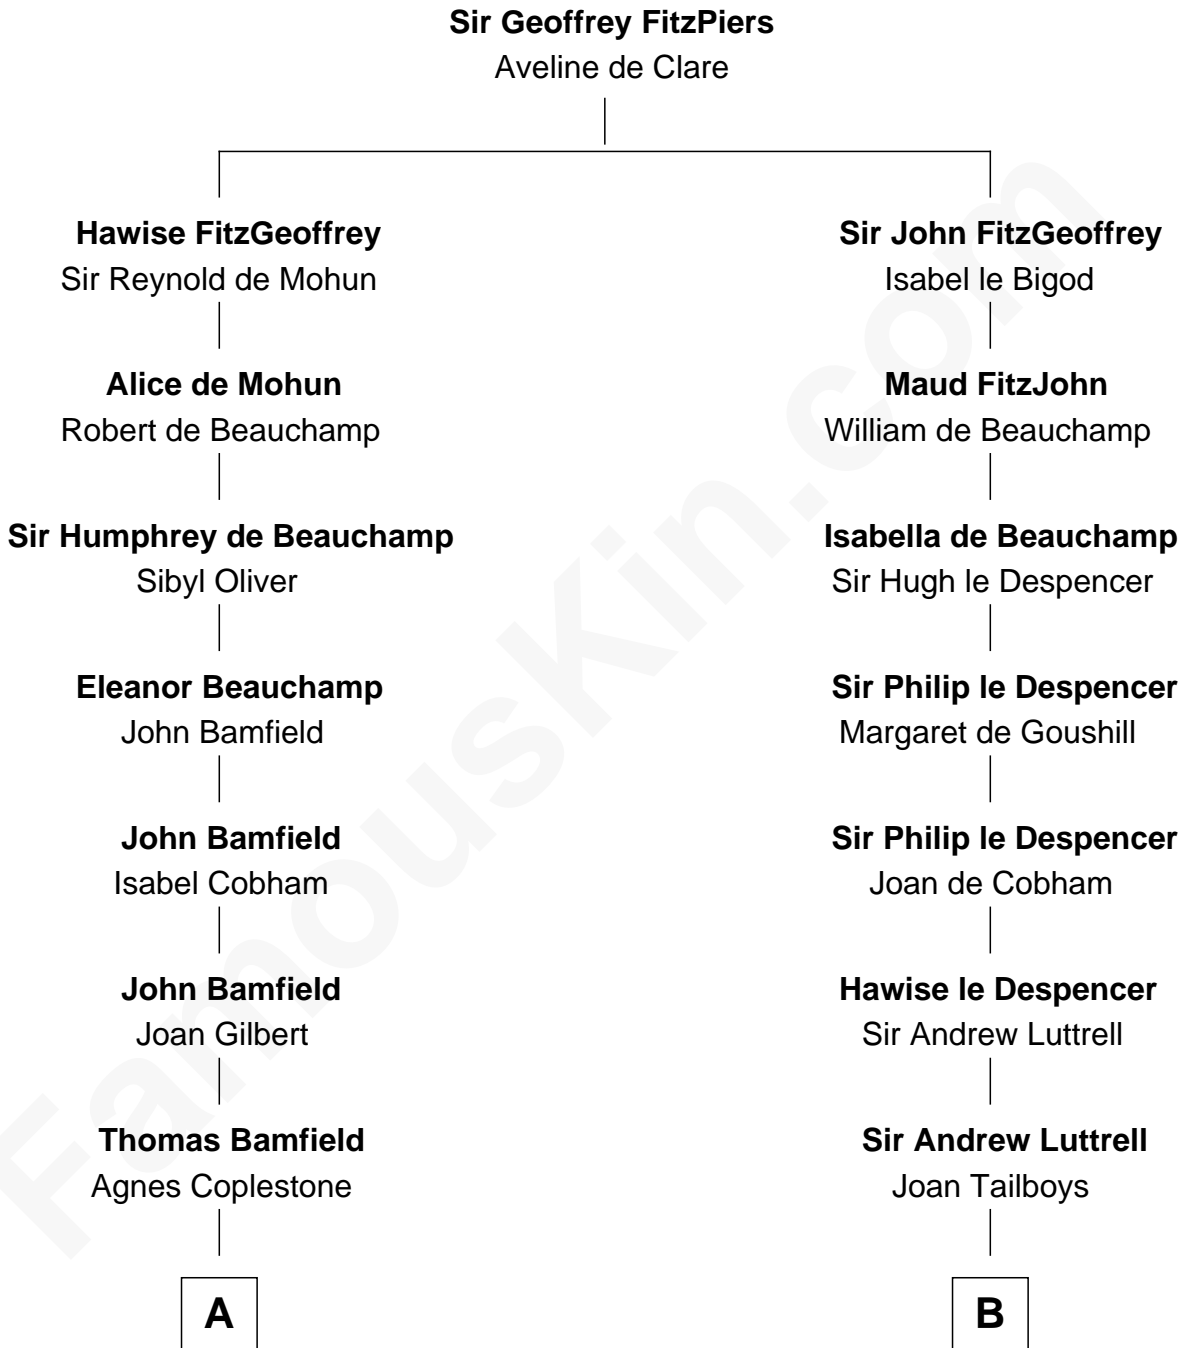 Sir Geoffrey FitzPiers
Aveline de Clare
Hawise FitzGeoffrey
Sir Reynold de Mohun
Alice de Mohun
Robert de Beauchamp
Sir Humphrey de Beauchamp
Sibyl Oliver
Eleanor Beauchamp
John Bamfield
John Bamfield
Isabel Cobham
John Bamfield
Joan Gilbert
Thomas Bamfield
Agnes Coplestone
A
Sir John FitzGeoffrey
Isabel le Bigod
Maud FitzJohn
William de Beauchamp
Isabella de Beauchamp
Sir Hugh le Despencer
Sir Philip le Despencer
Margaret de Goushill
Sir Philip le Despencer
Joan de Cobham
Hawise le Despencer
Sir Andrew Luttrell
Sir Andrew Luttrell
Joan Tailboys
B
FamousKin.com